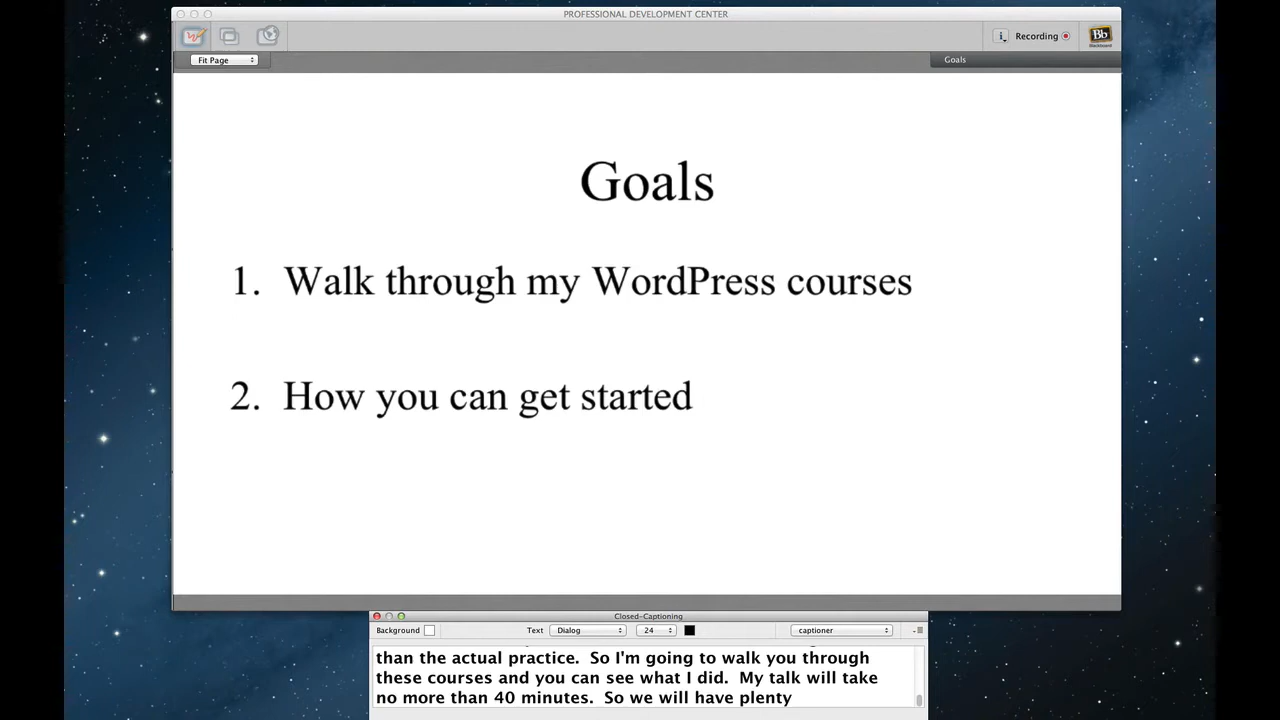 PROFESSIONAL DEVELOPMENT CENTER
i Recording Bb
Blackboard
Fit Page Goals
Goals
1. Walk through my WordPress courses
2. How you can get started
Closed-Captioning
Background Text Dialog 24 captioner
than the actual practice. So I'm going to walk you through
these courses and you can see what I did. My talk will take
no more than 40 minutes. So we will have plenty